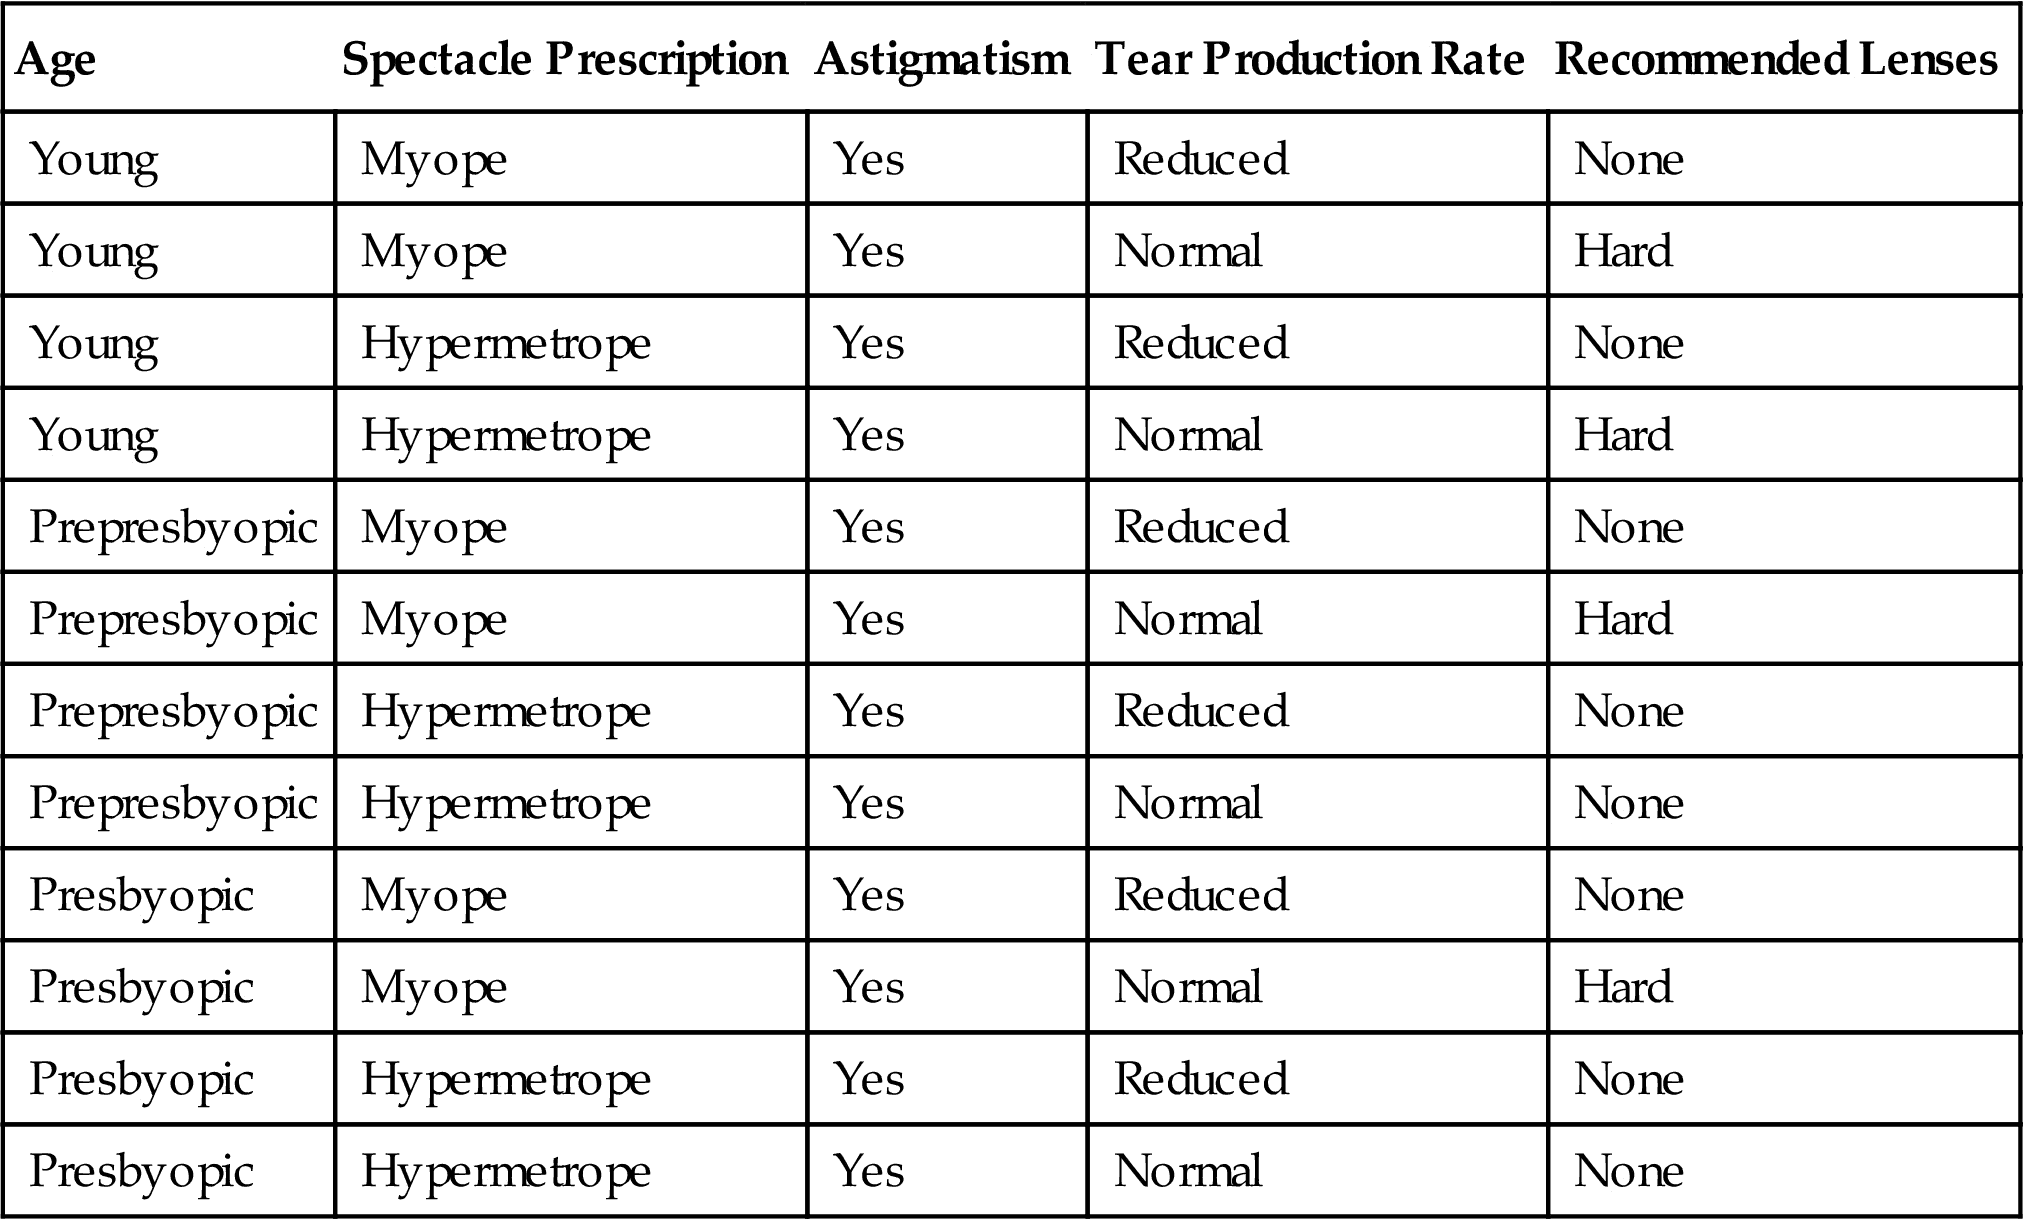 Age Spectacle Prescription Astigmatism Tear Production Rate Recommended Lenses
Young Myope Yes Reduced None
Young Myope Yes Normal Hard
Young Hypermetrope Yes Reduced None
Young Hypermetrope Yes Normal Hard
Prepresbyopic Myope Yes Reduced None
Prepresbyopic Myope Yes Normal Hard
Prepresbyopic Hypermetrope Yes Reduced None
Prepresbyopic Hypermetrope Yes Normal None
Presbyopic Myope Yes Reduced None
Presbyopic Myope Yes Normal Hard
Presbyopic Hypermetrope Yes Reduced None
Presbyopic Hypermetrope Yes Normal None